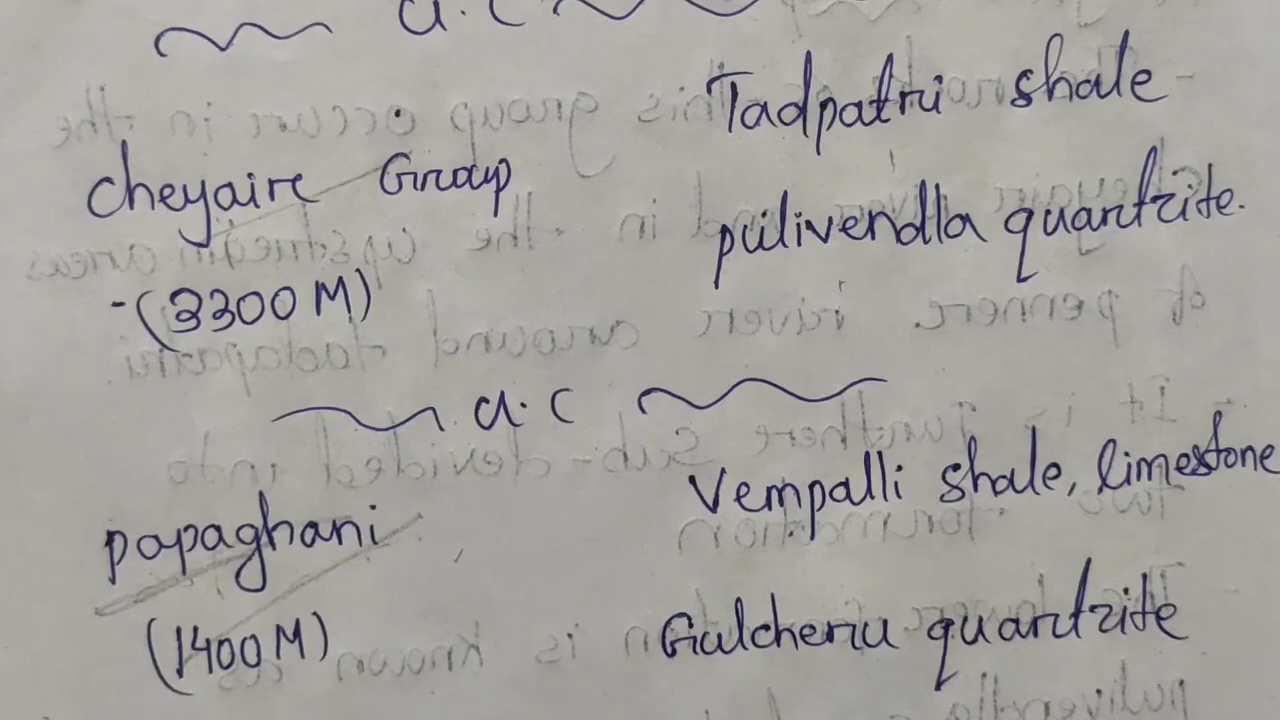 U.C
Tadpatri shale
Cheyaire Group
pulivendla quartzite.
-(3300 M)
U.C
Vempalli shale, limestone
papaghani
Gulcheru quartzite
(1400 M)